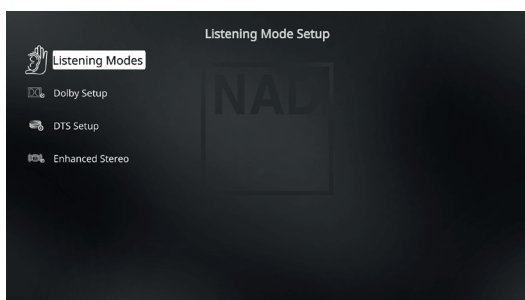 Listening Mode Setup
Listening Modes
Dolby Setup
DTS Setup
Enhanced Stereo
NAD